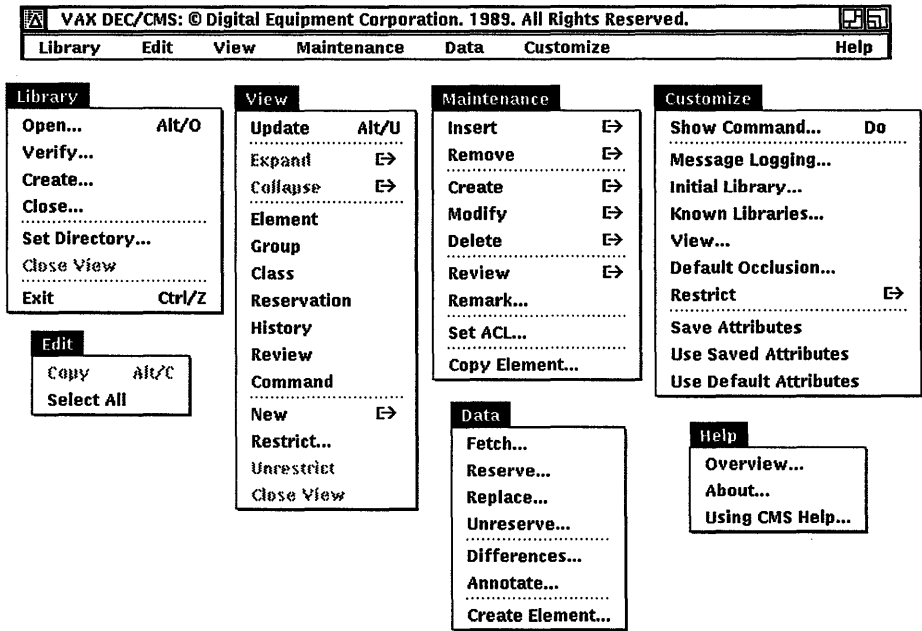 VAX DEC/CMS: © Digital Equipment Corporation. 1989. All Rights Reserved.
Library Edit View Maintenance Data Customize Help
Library
Open... Alt/O
Verify...
Create...
Close...
Set Directory...
Close View
Exit Ctrl/Z
Edit
Copy Alt/C
Select All
View
Update Alt/U
Expand
Collapse
Element
Group
Class
Reservation
History
Review
Command
New
Restrict...
Unrestrict
Close View
Maintenance
Insert
Remove
Create
Modify
Delete
Review
Remark...
Set ACL...
Copy Element...
Data
Fetch...
Reserve...
Replace...
Unreserve...
Differences...
Annotate...
Create Element...
Customize
Show Command... Do
Message Logging...
Initial Library...
Known Libraries...
View...
Default Occlusion...
Restrict
Save Attributes
Use Saved Attributes
Use Default Attributes
Help
Overview...
About...
Using CMS Help...